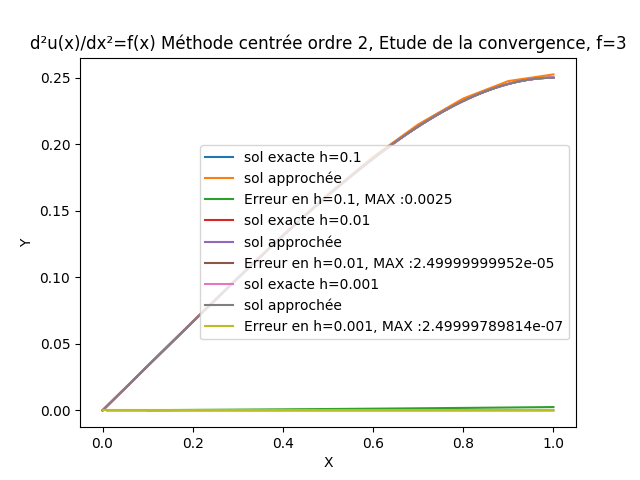 d²u(x)/dx²=f(x) Méthode centrée ordre 2, Etude de la convergence, f=3
0.25
0.20
0.15
0.10
0.05
0.00
Y
sol exacte h=0.1
sol approchée
Erreur en h=0.1, MAX :0.0025
sol exacte h=0.01
sol approchée
Erreur en h=0.01, MAX :2.49999999952e-05
sol exacte h=0.001
sol approchée
Erreur en h=0.001, MAX :2.49999789814e-07
0.0 0.2 0.4 0.6 0.8 1.0
X